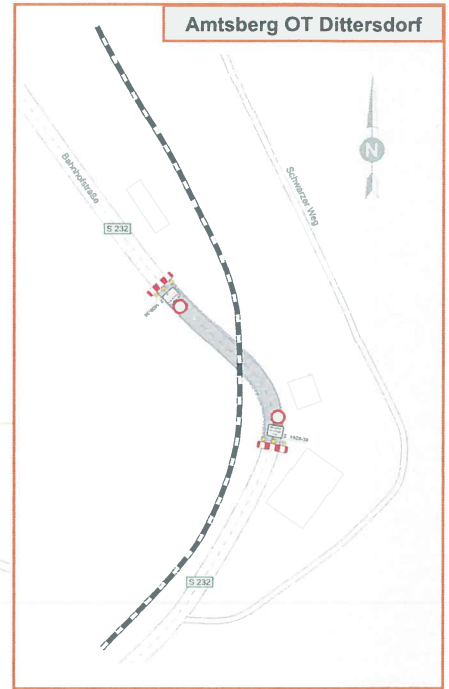 Amtsberg OT Dittersdorf
N
Bahnhofstraße
Schwarzer Weg
S 232
S 232